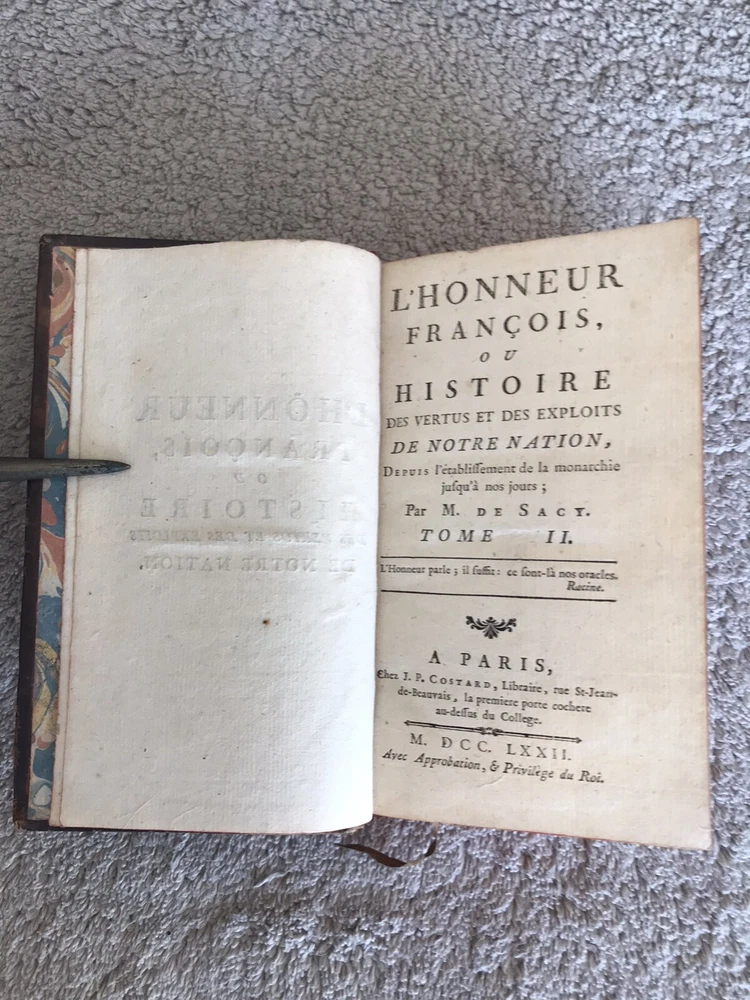 L'HONNEUR
FRANÇOIS,
OU
HISTOIRE
DES VERTUS ET DES EXPLOITS
DE NOTRE NATION,
DEPUIS l'établiſſement de la monarchie
juſqu'à nos jours ;
Par M. DE SACY.
TOME II.
L'Honneur parle ; il ſuffit : ce ſont-là nos oracles.
Racine.
A PARIS,
Chez J. P. COSTARD, Libraire, rue St-Jean-
de-Beauvais, la premiere porte cochere
au-deſſus du College.
M. DCC. LXXII.
Avec Approbation, & Privilège du Roi.